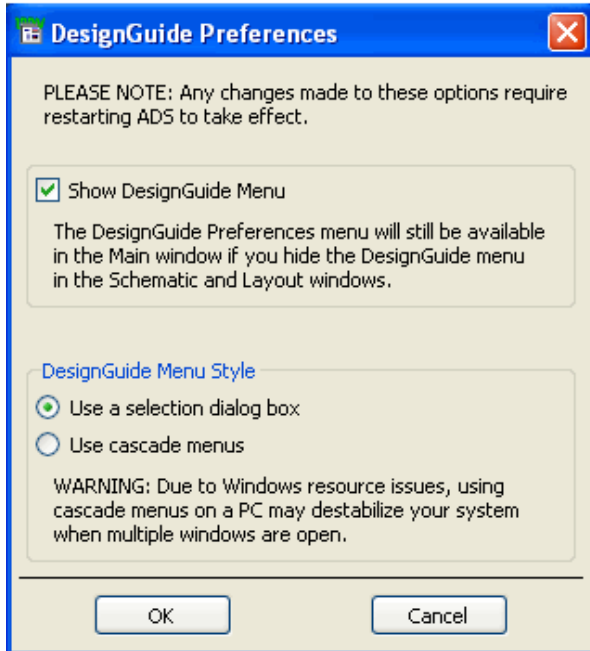 DesignGuide Preferences
PLEASE NOTE: Any changes made to these options require
restarting ADS to take effect.
Show DesignGuide Menu
The DesignGuide Preferences menu will still be available
in the Main window if you hide the DesignGuide menu
in the Schematic and Layout windows.
DesignGuide Menu Style
Use a selection dialog box
Use cascade menus
WARNING: Due to Windows resource issues, using
cascade menus on a PC may destabilize your system
when multiple windows are open.
OK
Cancel